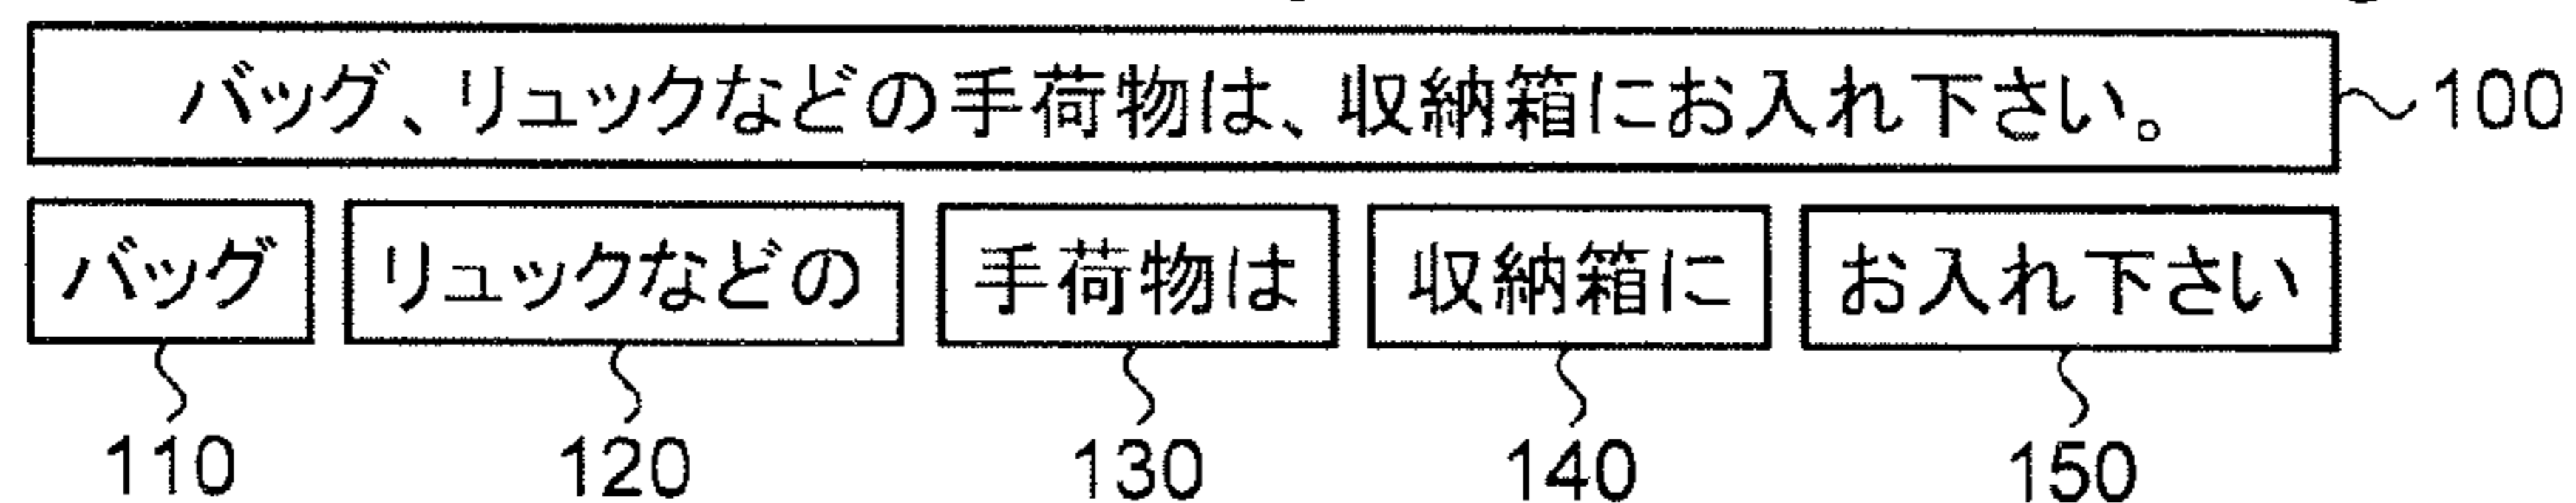 バッグ、リュックなどの手荷物は、収納箱にお入れ下さい。 100
バッグ リュックなどの 手荷物は 収納箱に お入れ下さい
110 120 130 140 150